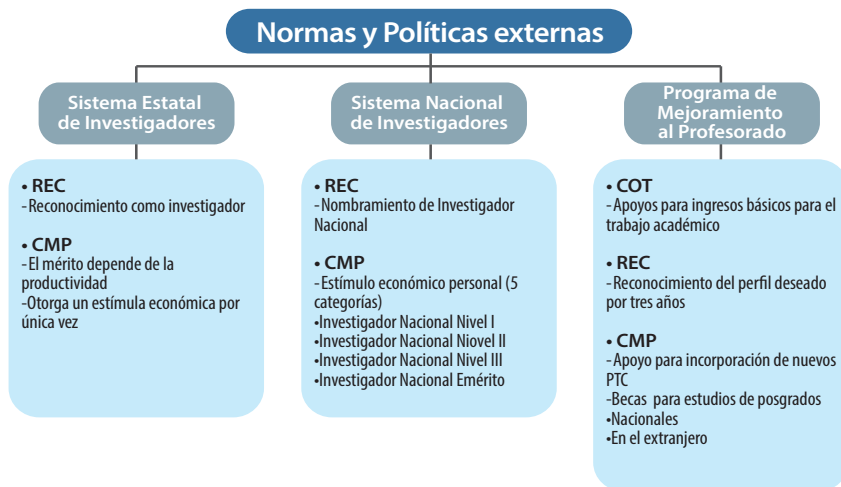 Normas y Políticas externas
Sistema Estatal
de Investigadores
• REC
-Reconocimiento como investigador
• CMP
-El mérito depende de la
productividad
-Otorga un estímula económica por
única vez
Sistema Nacional
de Investigadores
• REC
-Nombramiento de Investigador
Nacional
• CMP
-Estímulo económico personal (5
categorías)
•Investigador Nacional Nivel I
•Investigador Nacional Niovel II
•Investigador Nacional Nivel III
•Investigador Nacional Emérito
Programa de
Mejoramiento
al Profesorado
• COT
-Apoyos para ingresos básicos para el
trabajo académico
• REC
-Reconocimiento del perfil deseado
por tres años
• CMP
-Apoyo para incorporación de nuevos
PTC
-Becas para estudios de posgrados
•Nacionales
•En el extranjero